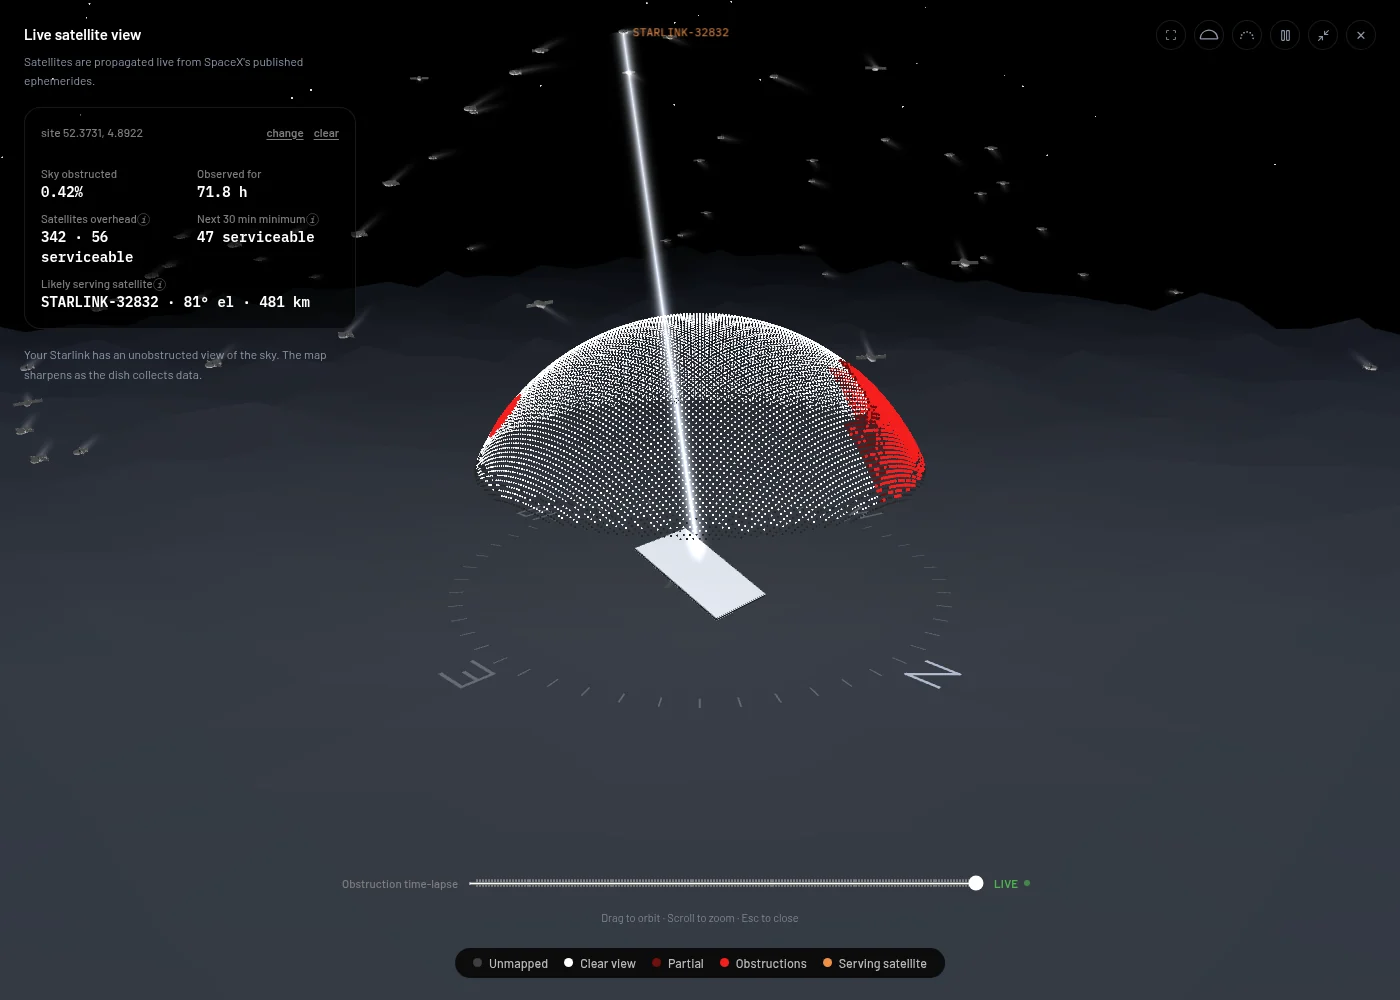 Live satellite view
Satellites are propagated live from SpaceX's published
ephemerides.
site 52.3731, 4.8922 change clear
Sky obstructed Observed for
0.42% 71.8 h
Satellites overhead i Next 30 min minimum i
342 · 56 47 serviceable
serviceable
Likely serving satellite i
STARLINK-32832 · 81° el · 481 km
Your Starlink has an unobstructed view of the sky. The map
sharpens as the dish collects data.
STARLINK-32832
E N
Obstruction time-lapse LIVE
Drag to orbit · Scroll to zoom · Esc to close
Unmapped Clear view Partial Obstructions Serving satellite